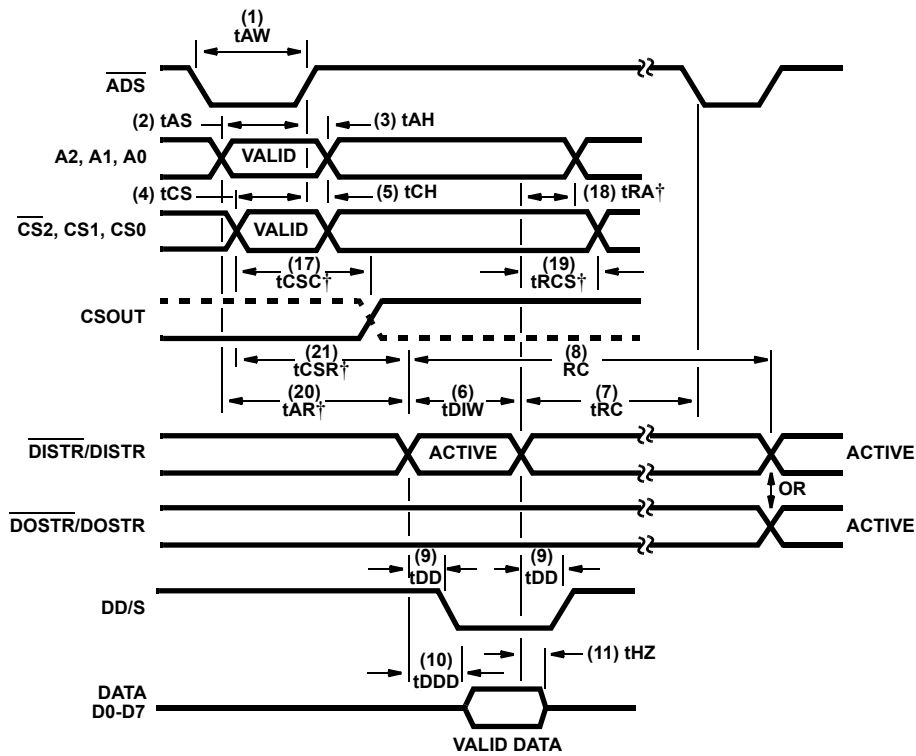 (1)
tAW
ADS
(2) tAS
(3) tAH
A2, A1, A0
VALID
(4) tCS
(5) tCH
(18) tRA†
CS2, CS1, CS0
VALID
(17)
tCSC†
(19)
tRCS†
CSOUT
(21)
tCSR†
(8)
RC
(20)
tAR†
(6)
tDIW
(7)
tRC
DISTR/DISTR
ACTIVE
ACTIVE
OR
DOSTR/DOSTR
ACTIVE
(9)
tDD
(9)
tDD
DD/S
(11) tHZ
(10)
tDDD
DATA
D0-D7
VALID DATA